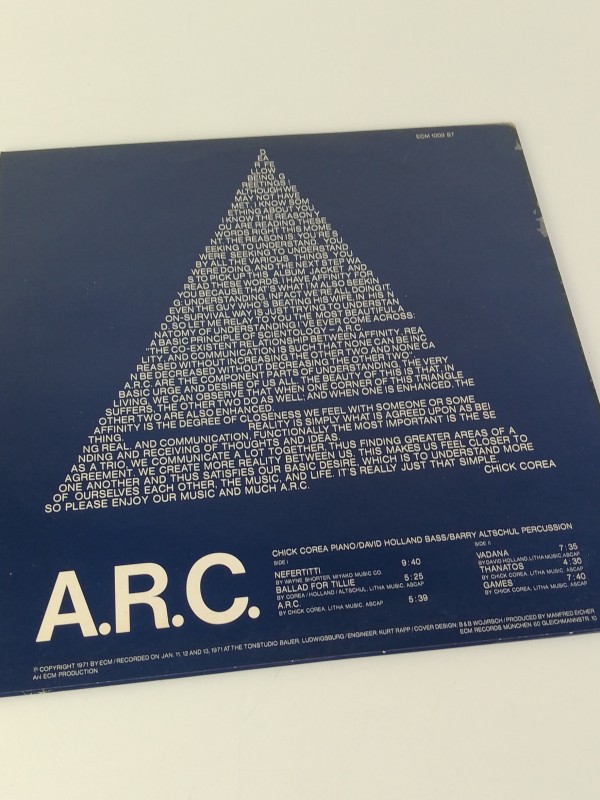 ECM 1009 ST
D
EA
R FE
LLOW
BEING G
REETINGS !
ALTHOUGH WE
MAY NOT HAVE
MET, I KNOW SOM
THING ABOUT YOU.
I KNOW THE REASON Y
YOU ARE READING THESE
WORDS RIGHT THIS MOME
NT. THE REASON IS: YOU'RE S
EEKING TO UNDERSTAND. YOU
WERE SEEKING TO UNDERSTAND
BY ALL THE VARIOUS THINGS YOU
WERE DOING, AND THE NEXT STEP WA
S TO PICK UP THIS ALBUM JACKET AND
READ THESE WORDS. I HAVE AFFINITY FOR
YOU BECAUSE THAT'S WHAT I'M ALSO SEEKIN
G, UNDERSTANDING. INFACT WE'RE ALL DOING IT.
EVEN THE GUY WHO'S BEATING HIS WIFE IN HIS N
ON-SURVIVAL WAY IS JUST TRYING TO UNDERSTAN
D. SO LET ME RELAY TO YOU THE MOST BEAUTIFUL A
NATOMY OF UNDERSTANDING I'VE EVER COME ACROSS:
A BASIC PRINCIPLE OF SCIENTOLOGY – A.R.C.
"THE CO-EXISTENT RELATIONSHIP BETWEEN AFFINITY, REA
LITY, AND COMMUNICATION IS SUCH THAT NONE CAN BE INC
REASED WITHOUT INCREASING THE OTHER TWO AND NONE CA
N BE DECREASED WITHOUT DECREASING THE OTHER TWO".
A.R.C. ARE THE COMPONENT PARTS OF UNDERSTANDING, THE VERY
BASIC URGE AND DESIRE OF US ALL. THE BEAUTY OF THIS IS THAT, IN
LIVING, WE CAN OBSERVE THAT WHEN ONE CORNER OF THIS TRIANGLE
SUFFERS, THE OTHER TWO DO AS WELL; AND WHEN ONE IS ENHANCED, THE
OTHER TWO ARE ALSO ENHANCED.
AFFINITY IS THE DEGREE OF CLOSENESS WE FEEL WITH SOMEONE OR SOME
THING. REALITY IS SIMPLY WHAT IS AGREED UPON AS BEI
NG REAL. AND COMMUNICATION, FUNCTIONALLY THE MOST IMPORTANT IS THE SE
NDING AND RECEIVING OF THOUGHTS AND IDEAS.
AS A TRIO, WE COMMUNICATE A LOT TOGETHER, THUS FINDING GREATER AREAS OF A
AGREEMENT. WE CREATE MORE REALITY BETWEEN US. THIS MAKES US FEEL CLOSER TO
ONE ANOTHER AND THUS SATISFIES OUR BASIC DESIRE WHICH IS TO UNDERSTAND MORE
OF OURSELVES EACH OTHER, THE MUSIC, AND LIFE. IT'S REALLY JUST THAT SIMPLE.
SO PLEASE ENJOY OUR MUSIC AND MUCH A.R.C. CHICK COREA
A.R.C.
CHICK COREA PIANO/DAVID HOLLAND BASS/BARRY ALTSCHUL PERCUSSION
SIDE I
NEFERTITTI 9:40
BY WAYNE SHORTER, MIYAKO MUSIC CO.
BALLAD FOR TILLIE 5:25
BY COREA / HOLLAND / ALTSCHUL, LITHA MUSIC, ASCAP
A.R.C. 5:39
BY CHICK COREA, LITHA MUSIC, ASCAP
SIDE II
VADANA 7:35
BY DAVID HOLLAND, LITHA MUSIC, ASCAP
THANATOS 4:30
BY CHICK COREA, LITHA MUSIC, ASCAP
GAMES 7:40
BY CHICK COREA, LITHA MUSIC, ASCAP
℗ COPYRIGHT 1971 BY ECM / RECORDED ON JAN. 11, 12 AND 13, 1971 AT THE TONSTUDIO BAUER, LUDWIGSBURG / ENGINEER: KURT RAPP / COVER DESIGN: B & B WOJIRSCH / PRODUCED BY MANFRED EICHER
AN ECM PRODUCTION ECM RECORDS MÜNCHEN 60 GLEICHMANNSTR. 10